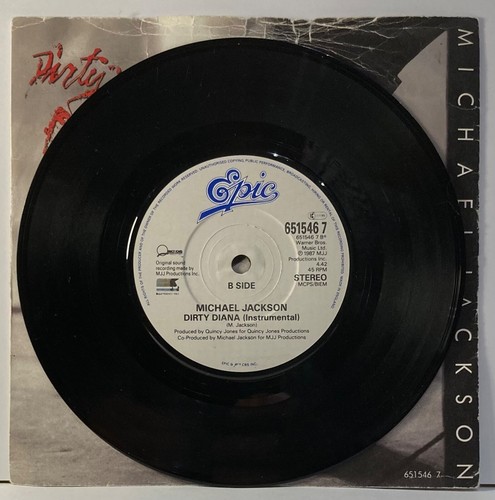 Dirty
MICHAEL JACKSON
Epic
651546 7
651546 7 B
Warner Bros.
Music Ltd.
℗ 1987 MJJ
Productions Inc.
4.42
45 RPM
STEREO
MCPS/BIEM
Original sound
recording made by
MJJ Productions Inc.
B SIDE
MICHAEL JACKSON
DIRTY DIANA (Instrumental)
(M. Jackson)
Produced by Quincy Jones for Quincy Jones Productions
Co-Produced by Michael Jackson for MJJ Productions
651546 7